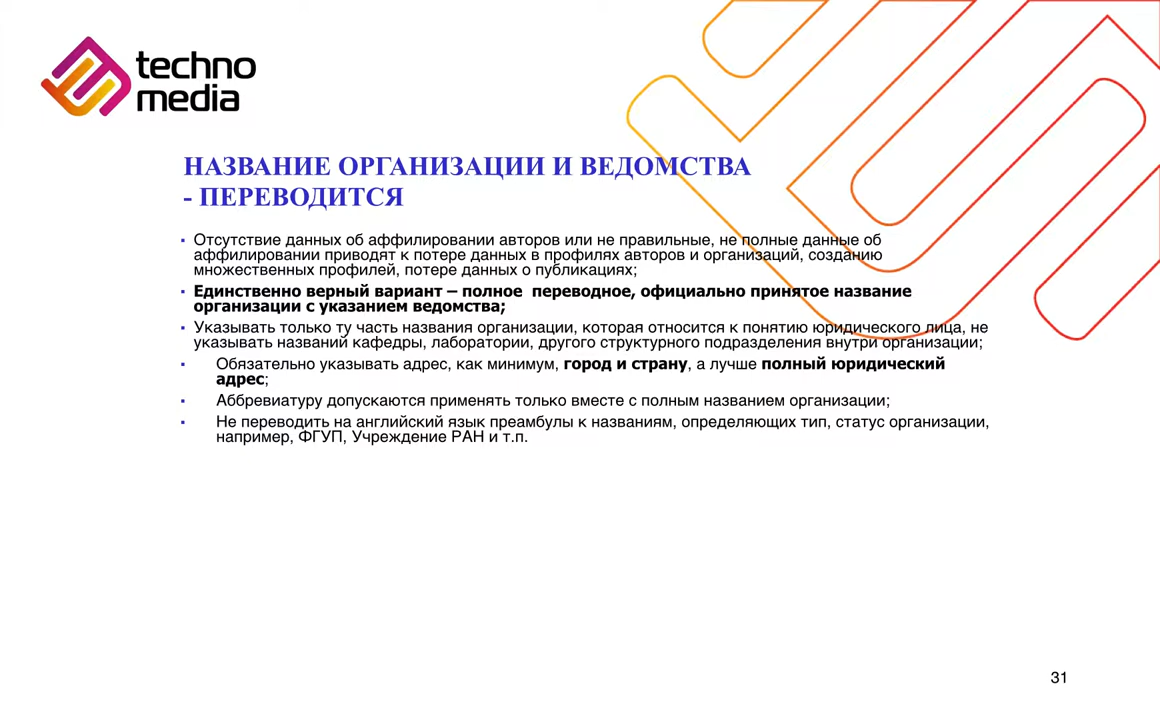 techno
media
НАЗВАНИЕ ОРГАНИЗАЦИИ И ВЕДОМСТВА
- ПЕРЕВОДИТСЯ
▪ Отсутствие данных об аффилировании авторов или не правильные, не полные данные об
аффилировании приводят к потере данных в профилях авторов и организаций, созданию
множественных профилей, потере данных о публикациях;
▪ Единственно верный вариант – полное переводное, официально принятое название
организации с указанием ведомства;
▪ Указывать только ту часть названия организации, которая относится к понятию юридического лица, не
указывать названий кафедры, лаборатории, другого структурного подразделения внутри организации;
▪ Обязательно указывать адрес, как минимум, город и страну, а лучше полный юридический
адрес;
▪ Аббревиатуру допускаются применять только вместе с полным названием организации;
▪ Не переводить на английский язык преамбулы к названиям, определяющих тип, статус организации,
например, ФГУП, Учреждение РАН и т.п.
31